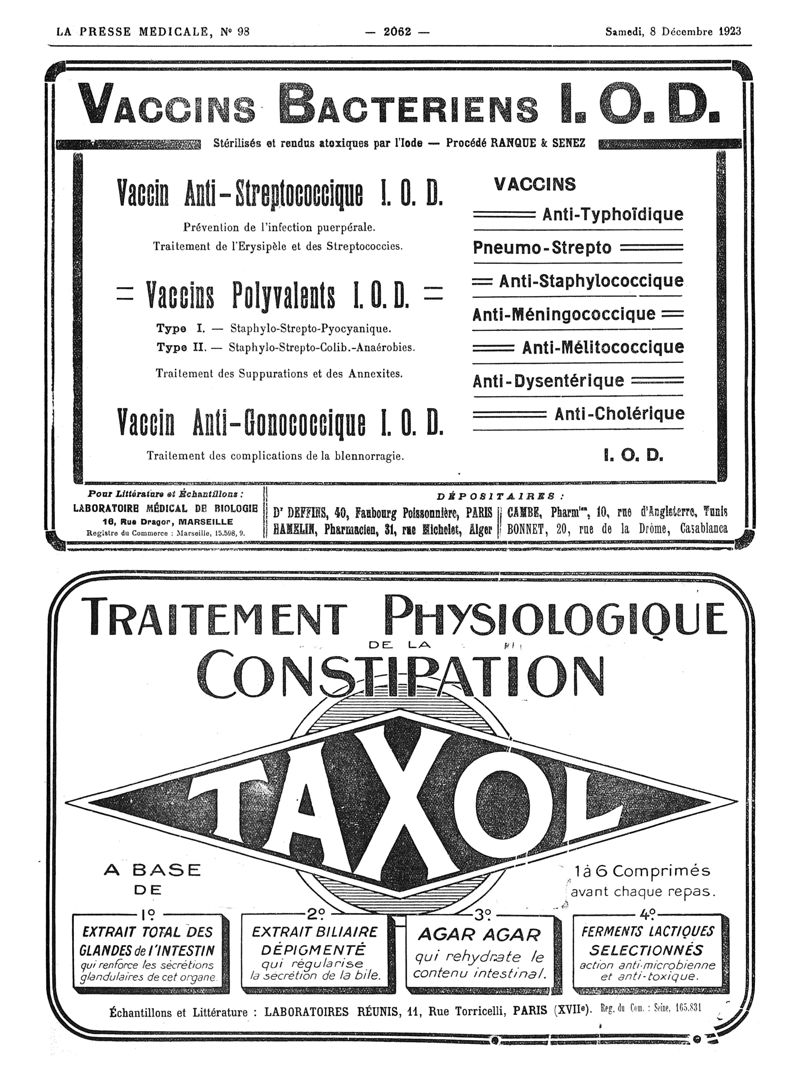 LA PRESSE MEDICALE, N° 98
— 2062 —
Samedi, 8 Décembre 1923
VACCINS BACTERIENS I. O. D.
Stérilisés et rendus atoxiques par l'Iode — Procédé RANQUE & SENEZ
Vaccin Anti-Streptococcique I. O. D.
Prévention de l'infection puerpérale.
Traitement de l'Erysipèle et des Streptococcies.
= Vaccins Polyvalents I. O. D. =
Type I. — Staphylo-Strepto-Pyocyanique.
Type II. — Staphylo-Strepto-Colib.-Anaérobies.
Traitement des Suppurations et des Annexites.
Vaccin Anti-Gonococcique I. O. D.
Traitement des complications de la blennorragie.
VACCINS
Anti-Typhoïdique
Pneumo-Strepto
Anti-Staphylococcique
Anti-Méningococcique
Anti-Mélitococcique
Anti-Dysentérique
Anti-Cholérique
I. O. D.
Pour Littérature et Échantillons :
LABORATOIRE MÉDICAL DE BIOLOGIE
16, Rue Dragor, MARSEILLE
Registre du Commerce : Marseille, 15.598, 9.
DÉPOSITAIRES :
Dr DEFFINS, 40, Faubourg Poissonnière, PARIS
HAMELIN, Pharmacien, 31, rue Michelet, Alger
CAMBE, Pharmien, 10, rue d'Angleterre, Tunis
BONNET, 20, rue de la Drôme, Casablanca
TRAITEMENT PHYSIOLOGIQUE
DE LA
CONSTIPATION
TAXOL
A BASE
DE
1 à 6 Comprimés
avant chaque repas.
1º
EXTRAIT TOTAL DES
GLANDES de l'INTESTIN
qui renforce les sécrétions
glandulaires de cet organe.
2º
EXTRAIT BILIAIRE
DÉPIGMENTÉ
qui régularise
la secrétion de la bile.
3º
AGAR AGAR
qui rehydrate le
contenu intestinal.
4º
FERMENTS LACTIQUES
SELECTIONNÉS
action anti-microbienne
et anti-toxique.
Échantillons et Littérature : LABORATOIRES RÉUNIS, 11, Rue Torricelli, PARIS (XVIIe). Reg. du Com. : Seine, 165.831